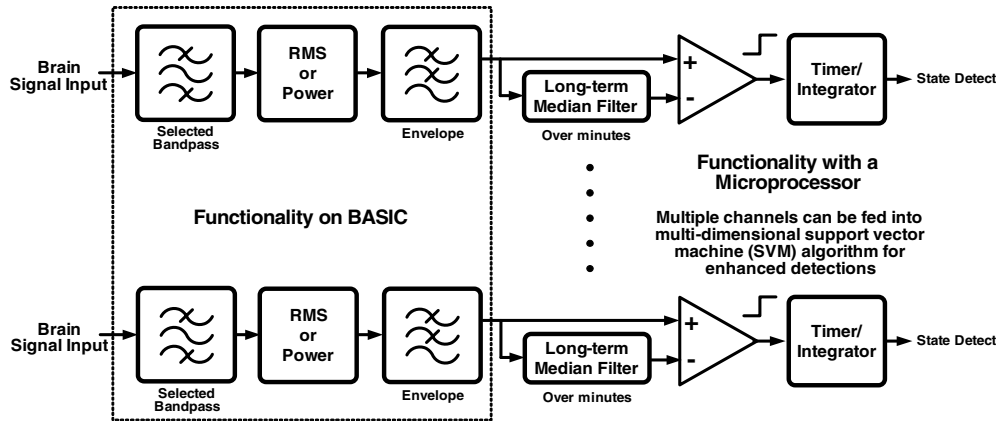 Brain
Signal Input
Selected
Bandpass
RMS
or
Power
Envelope
Long-term
Median Filter
Over minutes
+
-
Timer/
Integrator
State Detect
Functionality on BASIC
Functionality with a
Microprocessor
Multiple channels can be fed into
multi-dimensional support vector
machine (SVM) algorithm for
enhanced detections
Brain
Signal Input
Selected
Bandpass
RMS
or
Power
Envelope
Long-term
Median Filter
Over minutes
+
-
Timer/
Integrator
State Detect